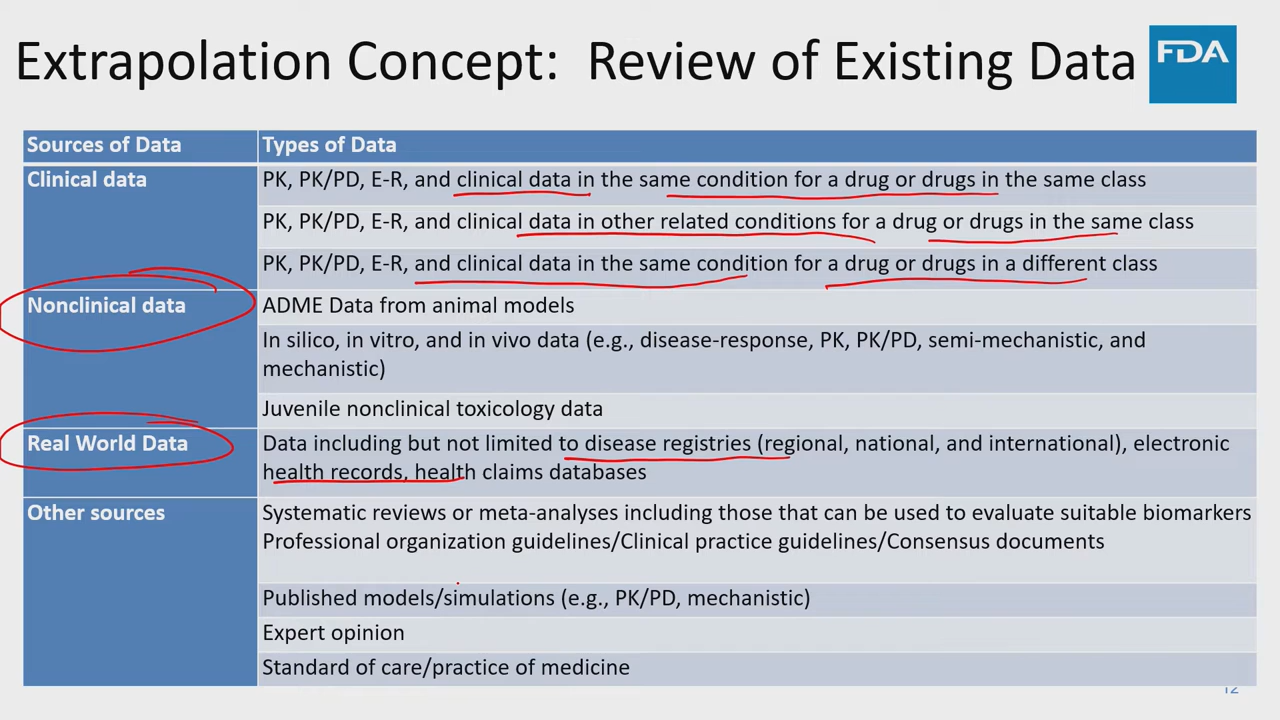 Extrapolation Concept: Review of Existing Data
FDA
Sources of Data
Types of Data
Clinical data
PK, PK/PD, E-R, and clinical data in the same condition for a drug or drugs in the same class
PK, PK/PD, E-R, and clinical data in other related conditions for a drug or drugs in the same class
PK, PK/PD, E-R, and clinical data in the same condition for a drug or drugs in a different class
Nonclinical data
ADME Data from animal models
In silico, in vitro, and in vivo data (e.g., disease-response, PK, PK/PD, semi-mechanistic, and
mechanistic)
Juvenile nonclinical toxicology data
Real World Data
Data including but not limited to disease registries (regional, national, and international), electronic
health records, health claims databases
Other sources
Systematic reviews or meta-analyses including those that can be used to evaluate suitable biomarkers
Professional organization guidelines/Clinical practice guidelines/Consensus documents
Published models/simulations (e.g., PK/PD, mechanistic)
Expert opinion
Standard of care/practice of medicine
12